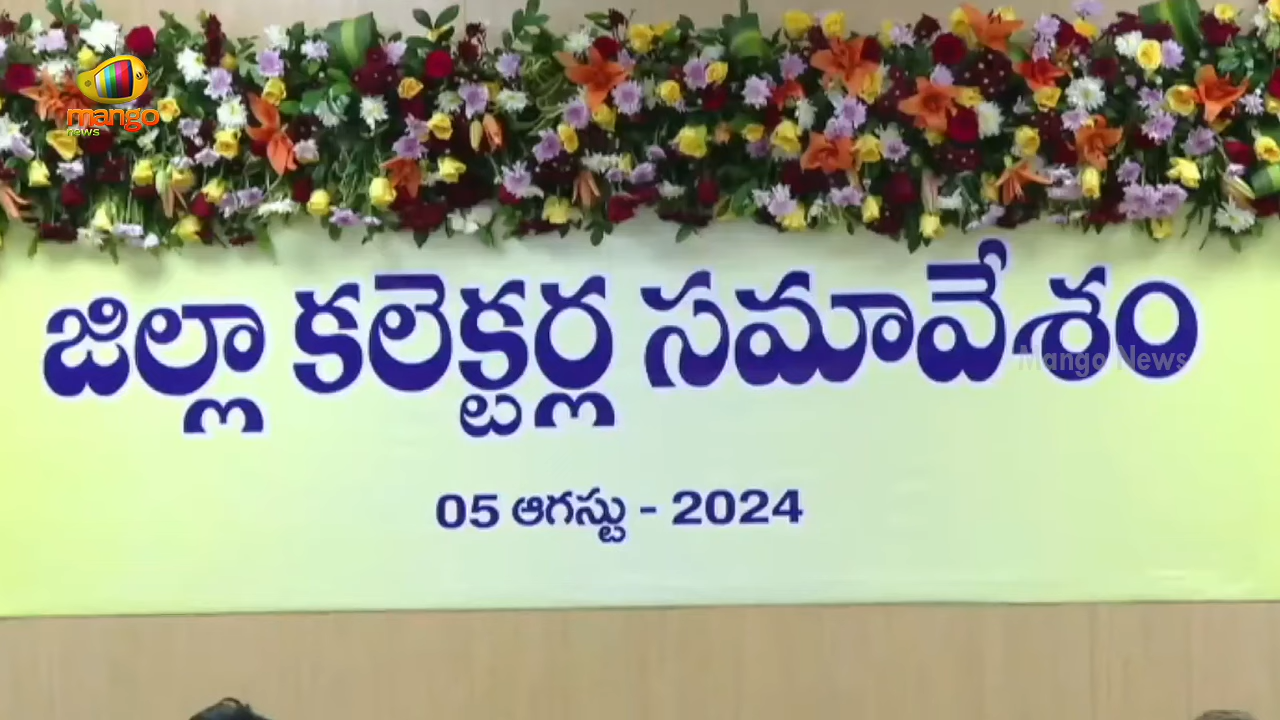 mango
news
జిల్లా కలెక్టర్ల సమావేశం
Mango News
05 ఆగస్టు - 2024